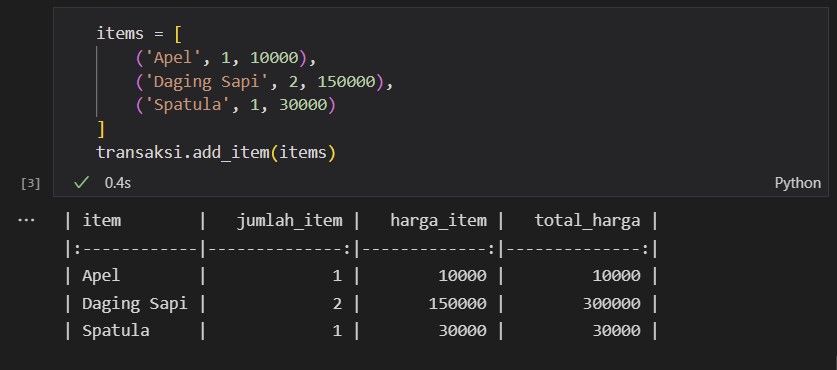 items = [
    ('Apel', 1, 10000),
    ('Daging Sapi', 2, 150000),
    ('Spatula', 1, 30000)
]
transaksi.add_item(items)
[3] ✓ 0.4s Python
... | item        |   jumlah_item |   harga_item |   total_harga |
|:------------|--------------:|-------------:|--------------:|
| Apel        |             1 |        10000 |         10000 |
| Daging Sapi |             2 |       150000 |        300000 |
| Spatula     |             1 |        30000 |         30000 |